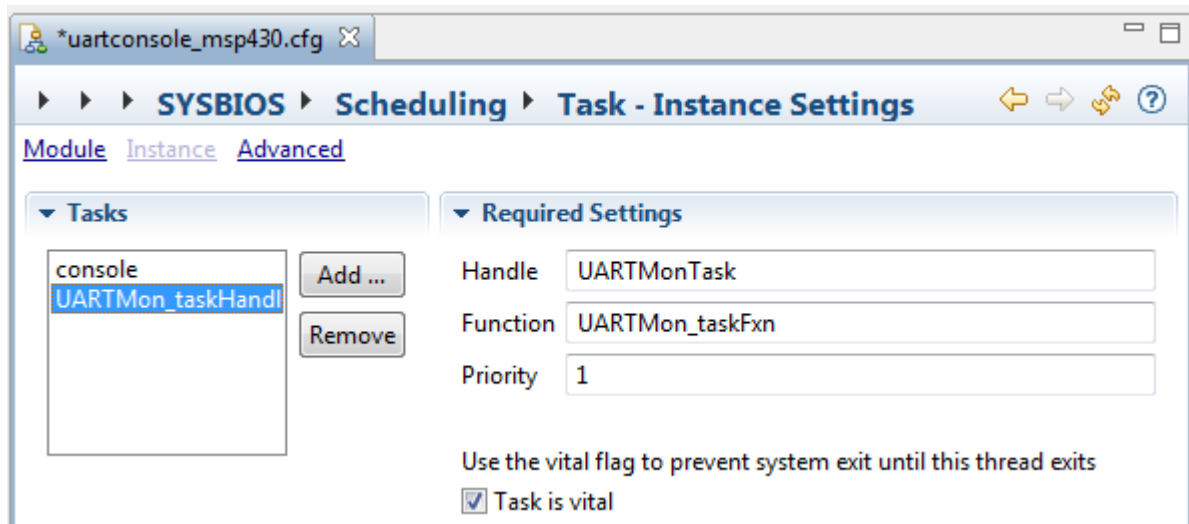 *uartconsole_msp430.cfg
SYSBIOS Scheduling Task - Instance Settings
Module Instance Advanced
Tasks
console
UARTMon_taskHandl
Add ...
Remove
Required Settings
Handle UARTMonTask
Function UARTMon_taskFxn
Priority 1
Use the vital flag to prevent system exit until this thread exits
Task is vital